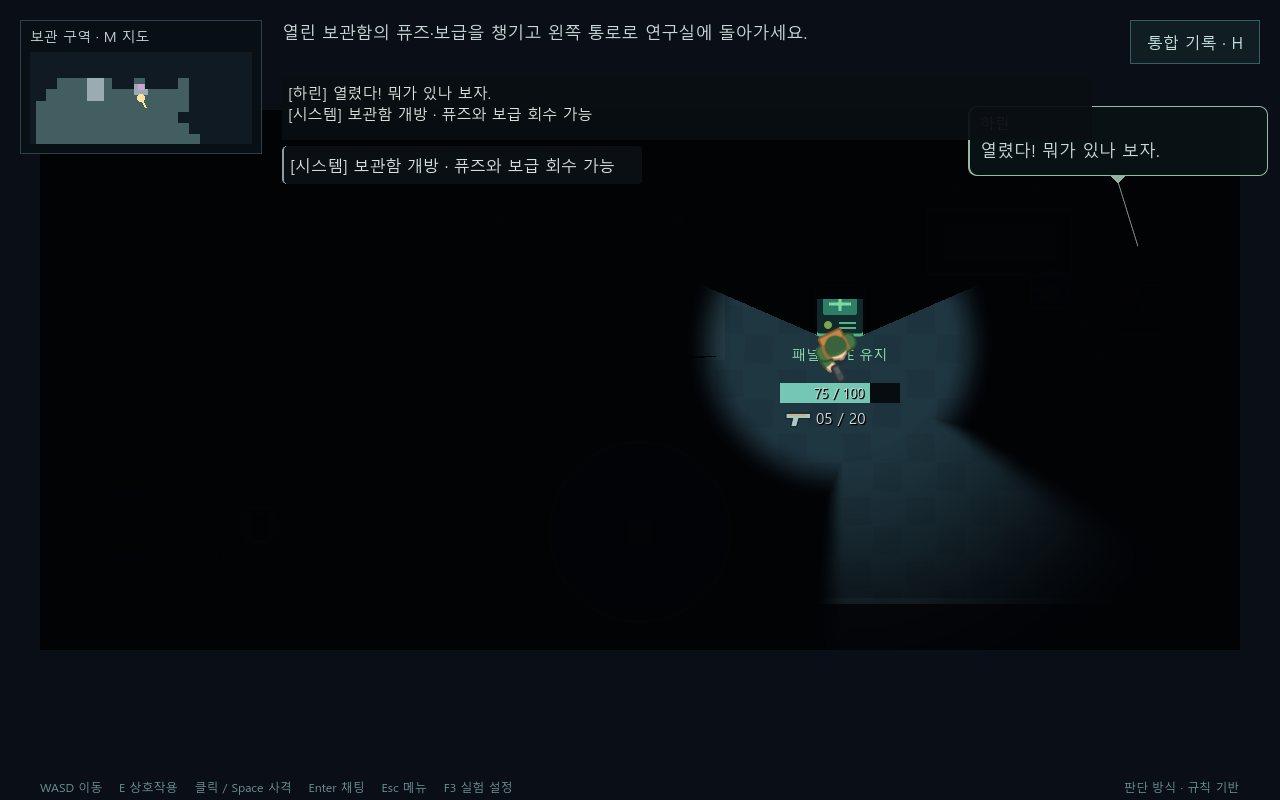 보관 구역 · M 지도
열린 보관함의 퓨즈·보급을 챙기고 왼쪽 통로로 연구실에 돌아가세요.
통합 기록 · H
[하린] 열렸다! 뭐가 있나 보자.
[시스템] 보관함 개방 · 퓨즈와 보급 회수 가능
[시스템] 보관함 개방 · 퓨즈와 보급 회수 가능
하린
열렸다! 뭐가 있나 보자.
패널 E 유지
75 / 100
05 / 20
WASD 이동 E 상호작용 클릭 / Space 사격 Enter 채팅 Esc 메뉴 F3 실험 설정
판단 방식 · 규칙 기반